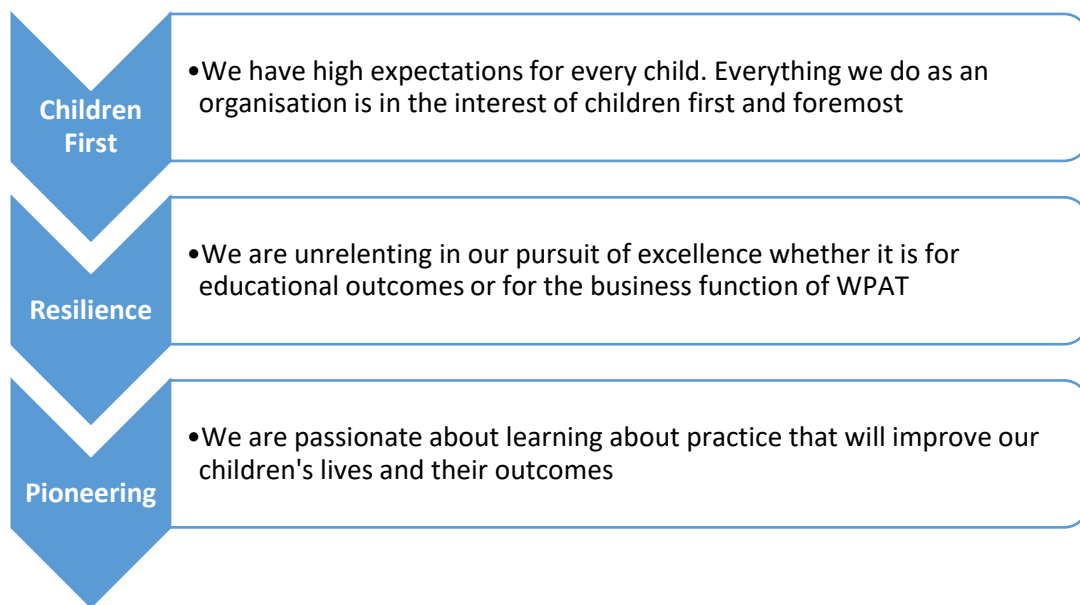 Children
First
•We have high expectations for every child. Everything we do as an
organisation is in the interest of children first and foremost
Resilience
•We are unrelenting in our pursuit of excellence whether it is for
educational outcomes or for the business function of WPAT
Pioneering
•We are passionate about learning about practice that will improve our
children's lives and their outcomes